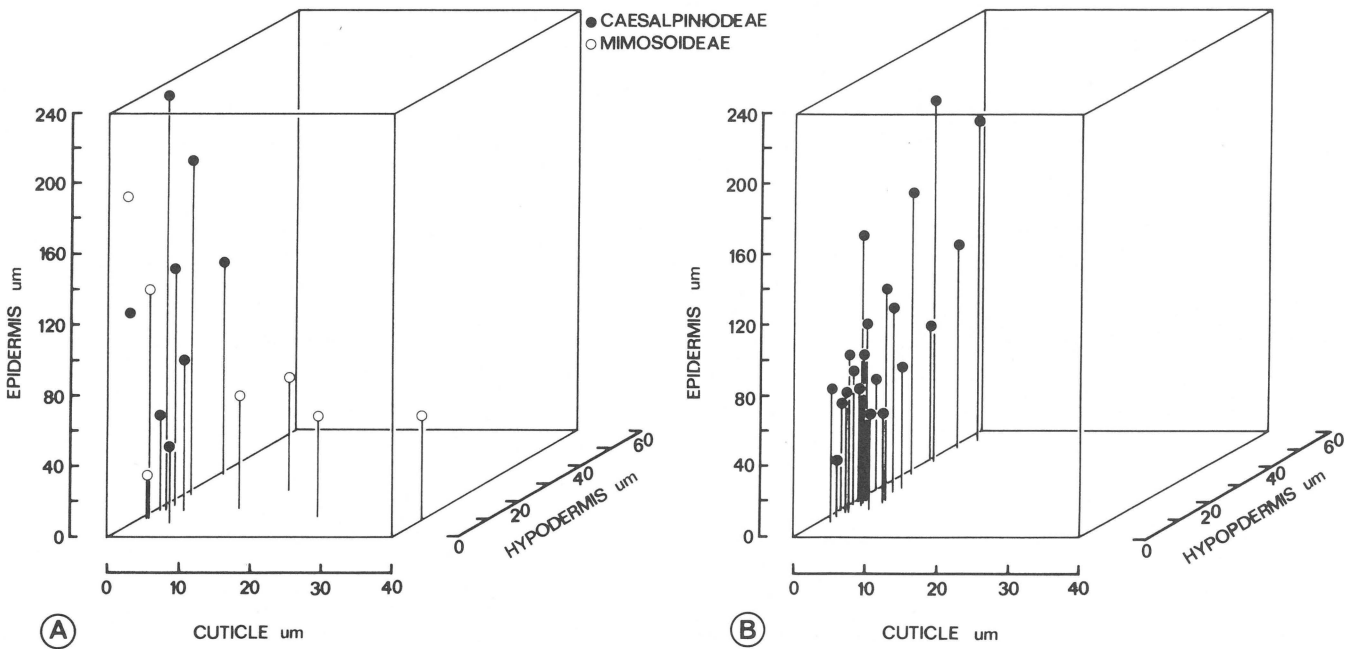 CAESALPINIODEAE
MIMOSOIDEAE
240
200
160
120
80
40
0
EPIDERMIS um
0 10 20 30 40
CUTICLE um
0 20 40 60
HYPODERMIS um
A
240
200
160
120
80
40
0
EPIDERMIS um
0 10 20 30 40
CUTICLE um
0 20 40 60
HYPOPDERMIS um
B